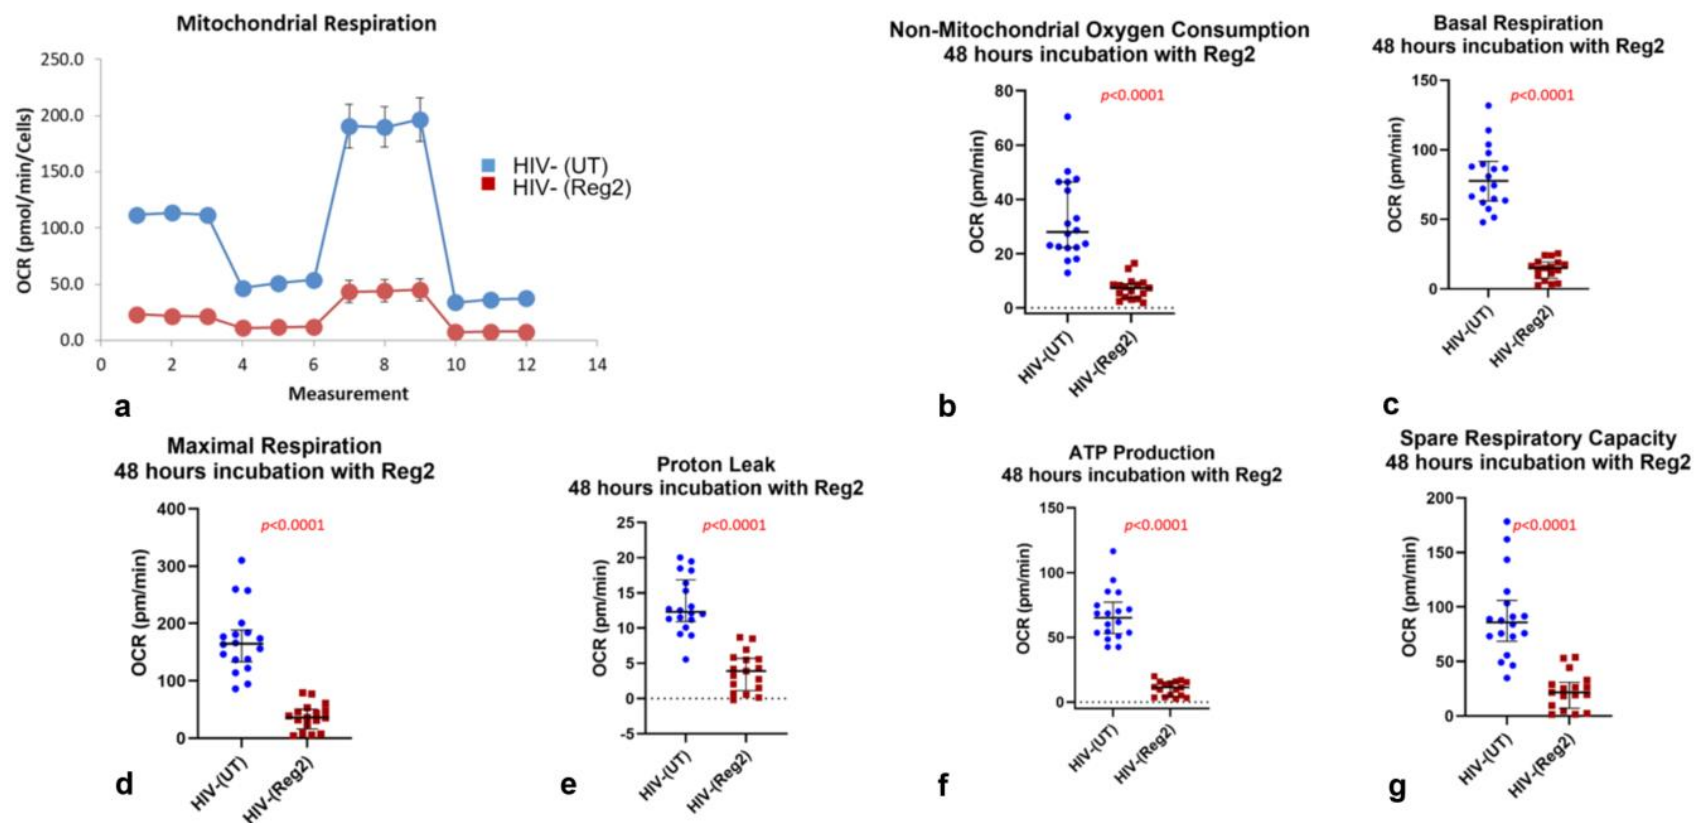 Mitochondrial Respiration
OCR (pmol/min/Cells)
250.0
200.0
150.0
100.0
50.0
0.0
0 2 4 6 8 10 12 14
Measurement
HIV- (UT)
HIV- (Reg2)
a
Non-Mitochondrial Oxygen Consumption
48 hours incubation with Reg2
p<0.0001
OCR (pm/min)
80
60
40
20
0
HIV-(UT)
HIV-(Reg2)
b
Basal Respiration
48 hours incubation with Reg2
p<0.0001
OCR (pm/min)
150
100
50
0
HIV-(UT)
HIV-(Reg2)
c
Maximal Respiration
48 hours incubation with Reg2
p<0.0001
OCR (pm/min)
400
300
200
100
0
HIV-(UT)
HIV-(Reg2)
d
Proton Leak
48 hours incubation with Reg2
p<0.0001
OCR (pm/min)
25
20
15
10
5
0
-5
HIV-(UT)
HIV-(Reg2)
e
ATP Production
48 hours incubation with Reg2
p<0.0001
OCR (pm/min)
150
100
50
0
HIV-(UT)
HIV-(Reg2)
f
Spare Respiratory Capacity
48 hours incubation with Reg2
p<0.0001
OCR (pm/min)
200
150
100
50
0
HIV-(UT)
HIV-(Reg2)
g